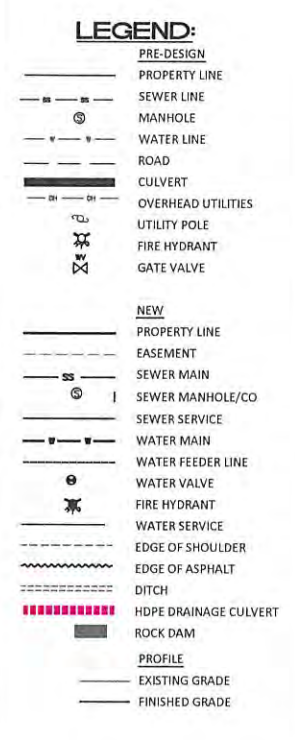 LEGEND:
PRE-DESIGN
PROPERTY LINE
SS SS SEWER LINE
S MANHOLE
W W WATER LINE
ROAD
CULVERT
OH OH OVERHEAD UTILITIES
UTILITY POLE
FIRE HYDRANT
WV GATE VALVE
NEW
PROPERTY LINE
EASEMENT
SS SEWER MAIN
S SEWER MANHOLE/CO
SEWER SERVICE
W W WATER MAIN
WATER FEEDER LINE
WATER VALVE
FIRE HYDRANT
WATER SERVICE
EDGE OF SHOULDER
EDGE OF ASPHALT
DITCH
HDPE DRAINAGE CULVERT
ROCK DAM
PROFILE
EXISTING GRADE
FINISHED GRADE